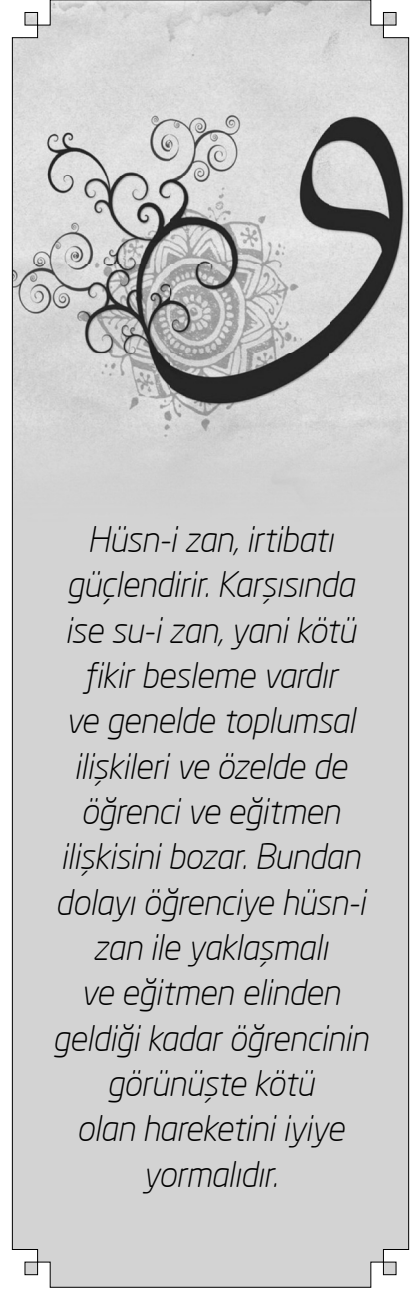 و
Hüsn-i zan, irtibatı
güçlendirir. Karşısında
ise su-i zan, yani kötü
fikir besleme vardır
ve genelde toplumsal
ilişkileri ve özelde de
öğrenci ve eğitmen
ilişkisini bozar. Bundan
dolayı öğrenciye hüsn-i
zan ile yaklaşmalı
ve eğitmen elinden
geldiği kadar öğrencinin
görünüşte kötü
olan hareketini iyiye
yormalıdır.